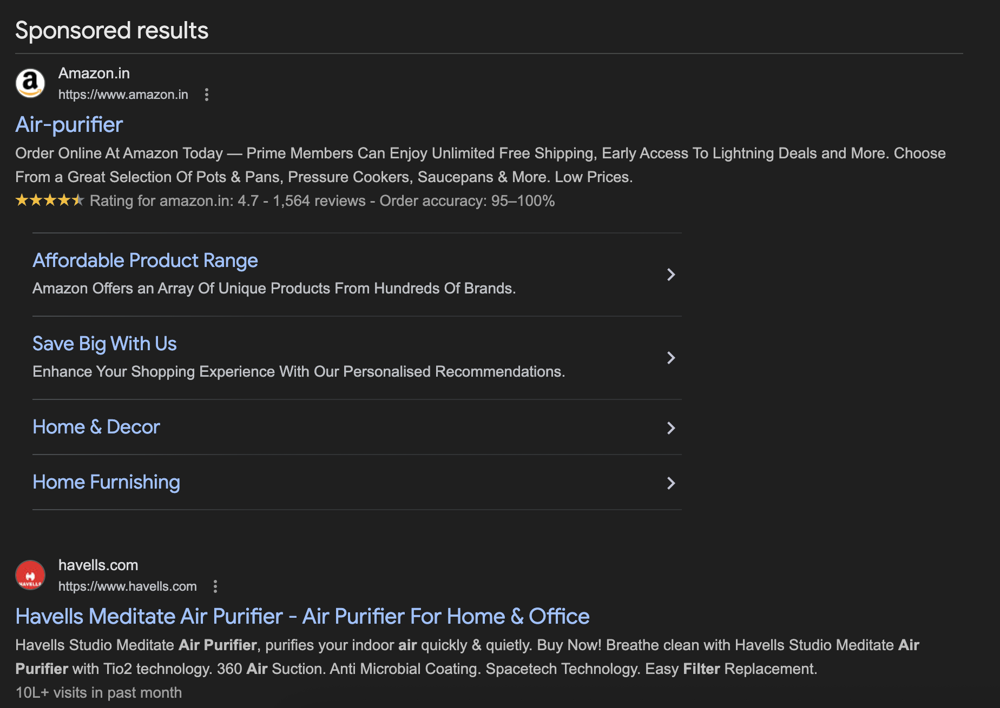 Sponsored results
Amazon.in
https://www.amazon.in
Air-purifier
Order Online At Amazon Today — Prime Members Can Enjoy Unlimited Free Shipping, Early Access To Lightning Deals and More. Choose
From a Great Selection Of Pots & Pans, Pressure Cookers, Saucepans & More. Low Prices.
Rating for amazon.in: 4.7 - 1,564 reviews - Order accuracy: 95–100%
Affordable Product Range
Amazon Offers an Array Of Unique Products From Hundreds Of Brands.
Save Big With Us
Enhance Your Shopping Experience With Our Personalised Recommendations.
Home & Decor
Home Furnishing
HAVELLS
havells.com
https://www.havells.com
Havells Meditate Air Purifier - Air Purifier For Home & Office
Havells Studio Meditate Air Purifier, purifies your indoor air quickly & quietly. Buy Now! Breathe clean with Havells Studio Meditate Air
Purifier with Tio2 technology. 360 Air Suction. Anti Microbial Coating. Spacetech Technology. Easy Filter Replacement.
10L+ visits in past month